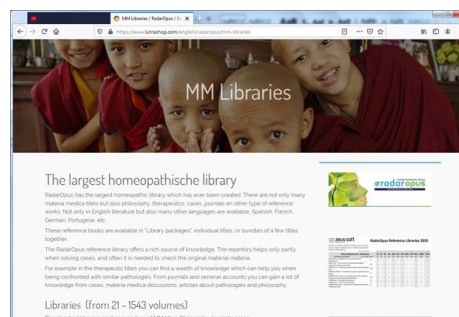 MM Libraries / RadarOpus / En
https://www.lutrashop.com/english/radaropus/mm-libraries
MM Libraries
The largest homeopathische library
RadarOpus has the largest homeopathic library which has ever been created. There are not only many
materia medica titels but also philosophy, therapeutics, cases, journals en other type of reference
works. Not only in English literature but also many other languages are available: Spanish, French,
German, Portugese, etc.
These reference books are available in "Library packages", individual titles, or bundles of a few titles
together.
The RadarOpus reference library offers a rich source of knowledge. The repertory helps only partly
when solving cases, and often it is needed to check the original material materia.
For example in the therapeutic titles you can find a wealth of knowledge which can help you when
being confronted with similar pathologies. From journals and seminar accounts you can gain a lot of
knowledge from cases, materia medica discussions, articles about pathologies and philosophy.
Libraries (from 21 - 1543 volumes)
radaropus
zeus soft
RadarOpus Reference Libraries 2020